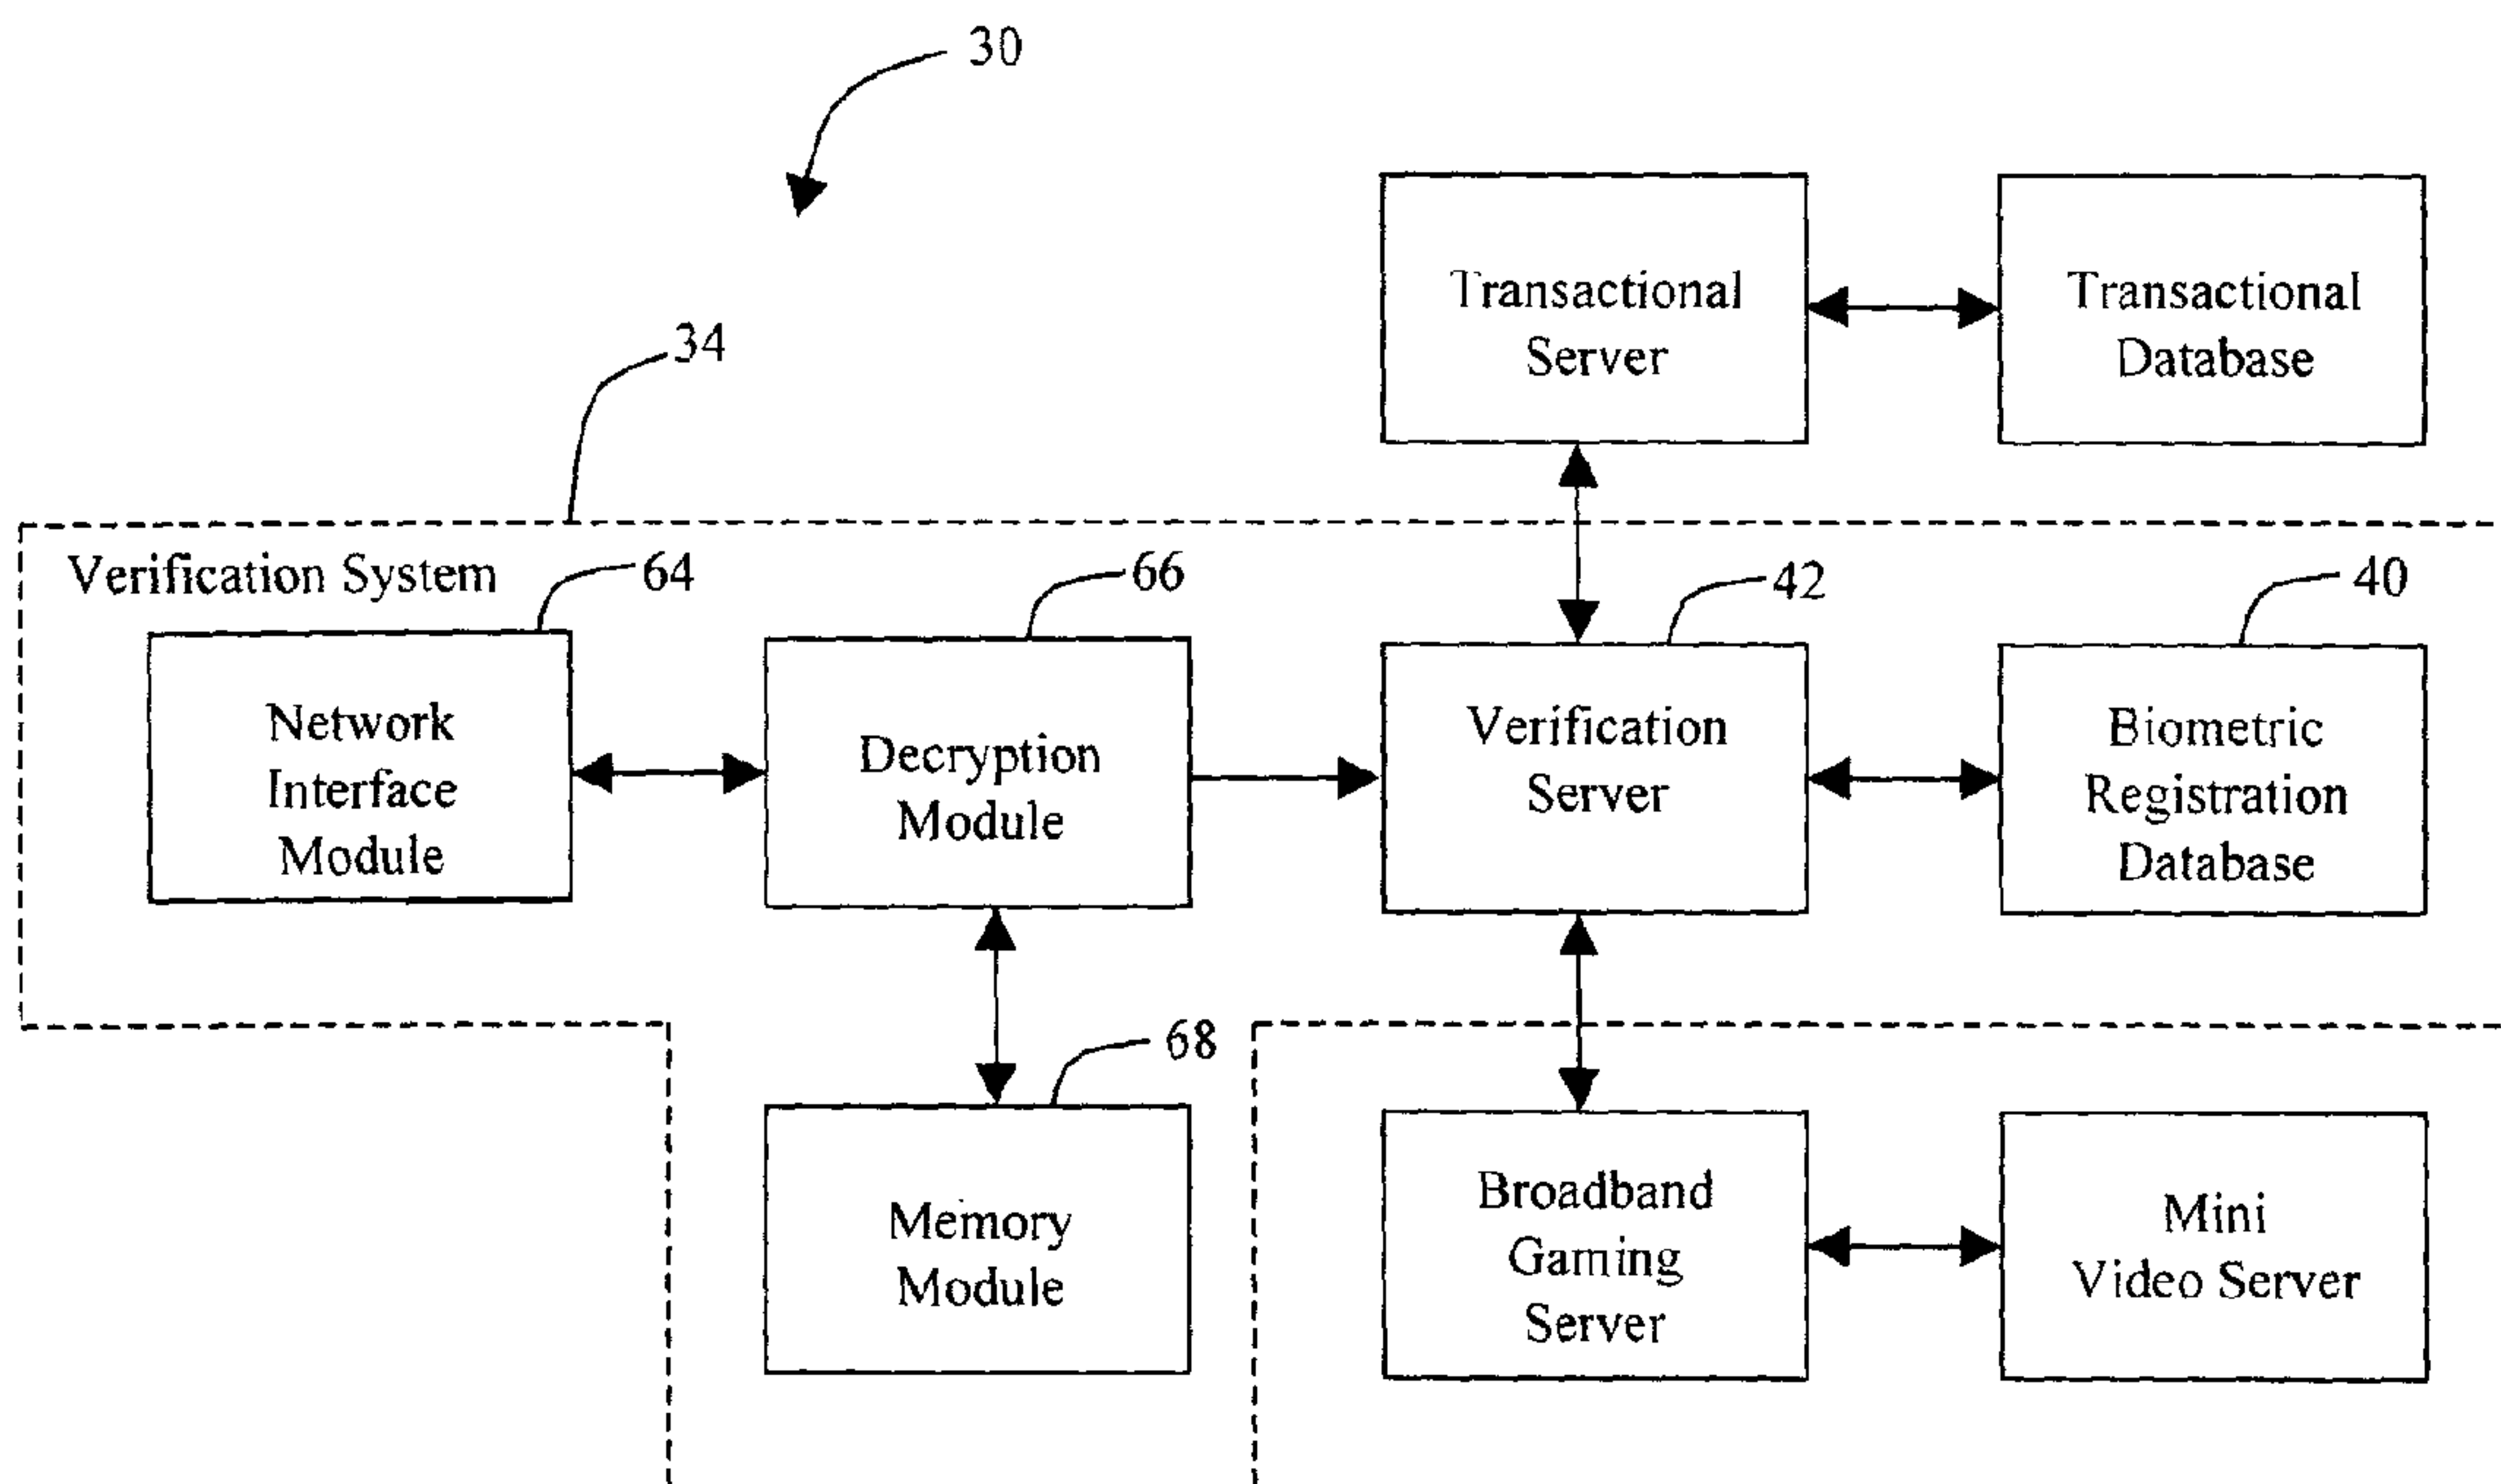 30
Transactional
Server
Transactional
Database
34
Verification System
64
66
42
40
Network
Interface
Module
Decryption
Module
Verification
Server
Biometric
Registration
Database
68
Memory
Module
Broadband
Gaming
Server
Mini
Video Server